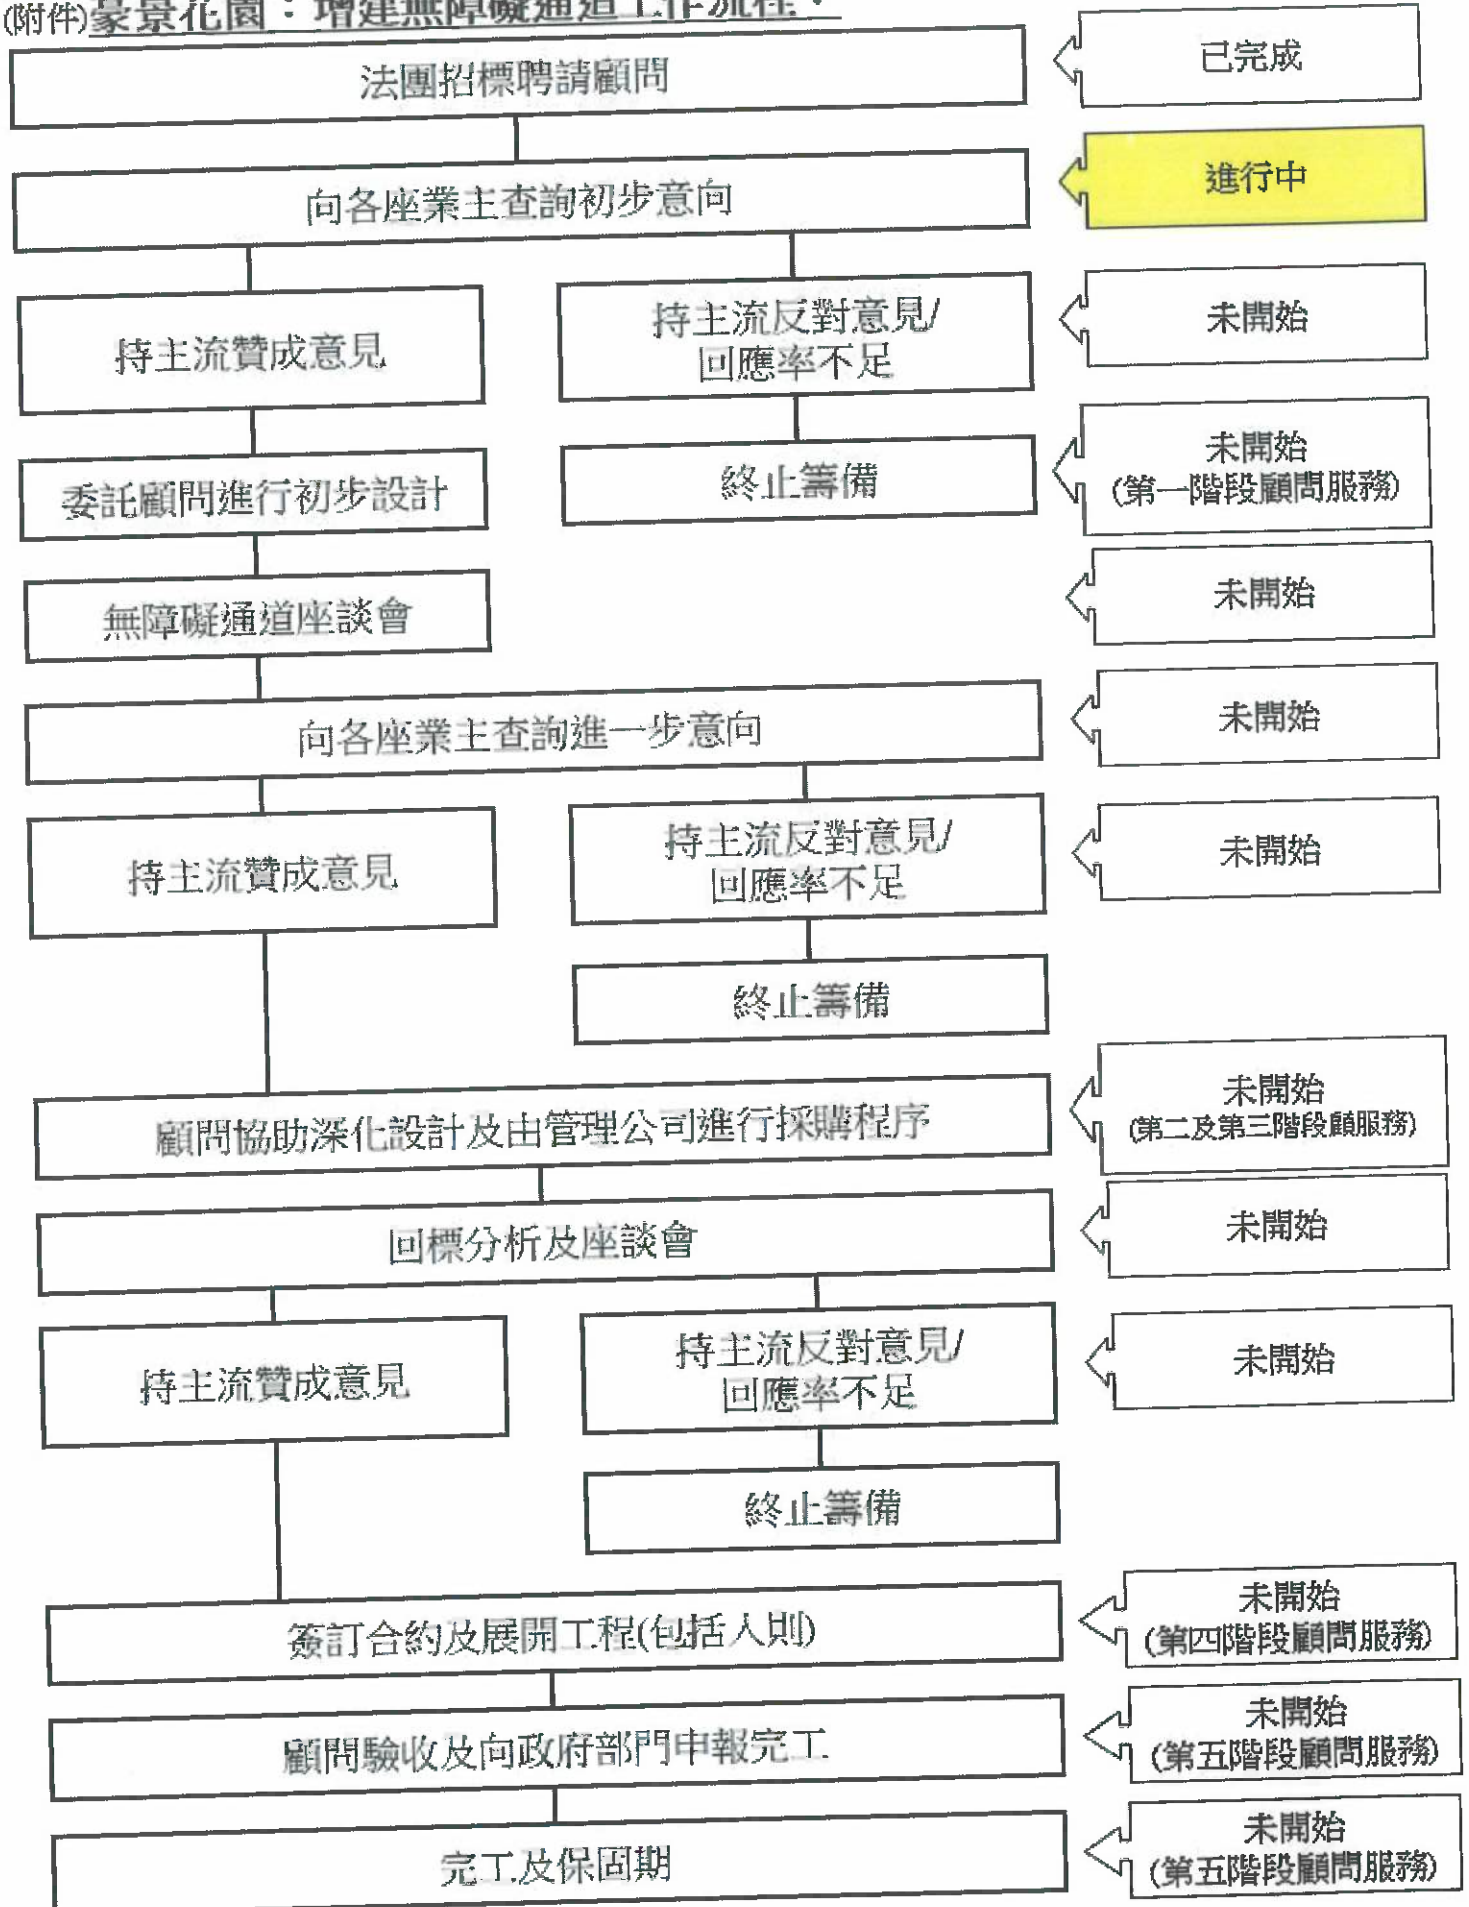 (附件)豪景花園：增建無障礙通道工作流程：
法團招標聘請顧問
已完成
向各座業主查詢初步意向
進行中
持主流贊成意見
持主流反對意見/
回應率不足
未開始
委託顧問進行初步設計
終止籌備
未開始
(第一階段顧問服務)
無障礙通道座談會
未開始
向各座業主查詢進一步意向
未開始
持主流贊成意見
持主流反對意見/
回應率不足
未開始
終止籌備
顧問協助深化設計及由管理公司進行採購程序
未開始
(第二及第三階段顧服務)
回標分析及座談會
未開始
持主流贊成意見
持主流反對意見/
回應率不足
未開始
終止籌備
簽訂合約及展開工程(包括入則)
未開始
(第四階段顧問服務)
顧問驗收及向政府部門申報完工
未開始
(第五階段顧問服務)
完工及保固期
未開始
(第五階段顧問服務)